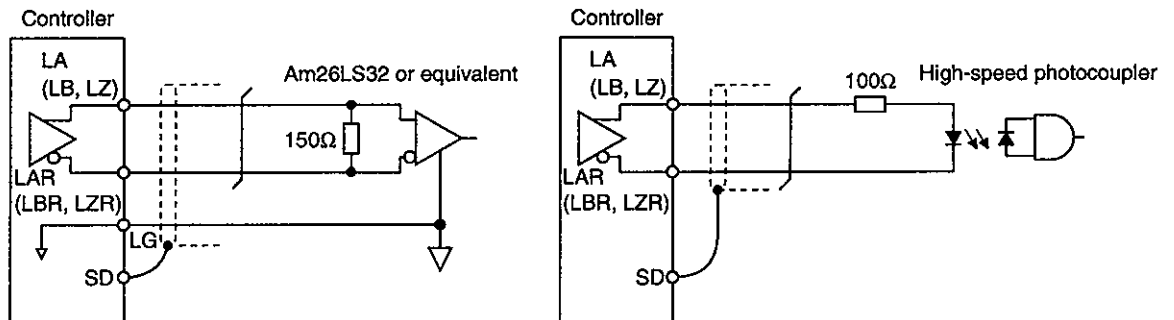 Controller
LA
(LB, LZ)
Am26LS32 or equivalent
150Ω
LAR
(LBR, LZR)
LG
SD
Controller
LA
(LB, LZ)
100Ω
High-speed photocoupler
LAR
(LBR, LZR)
SD